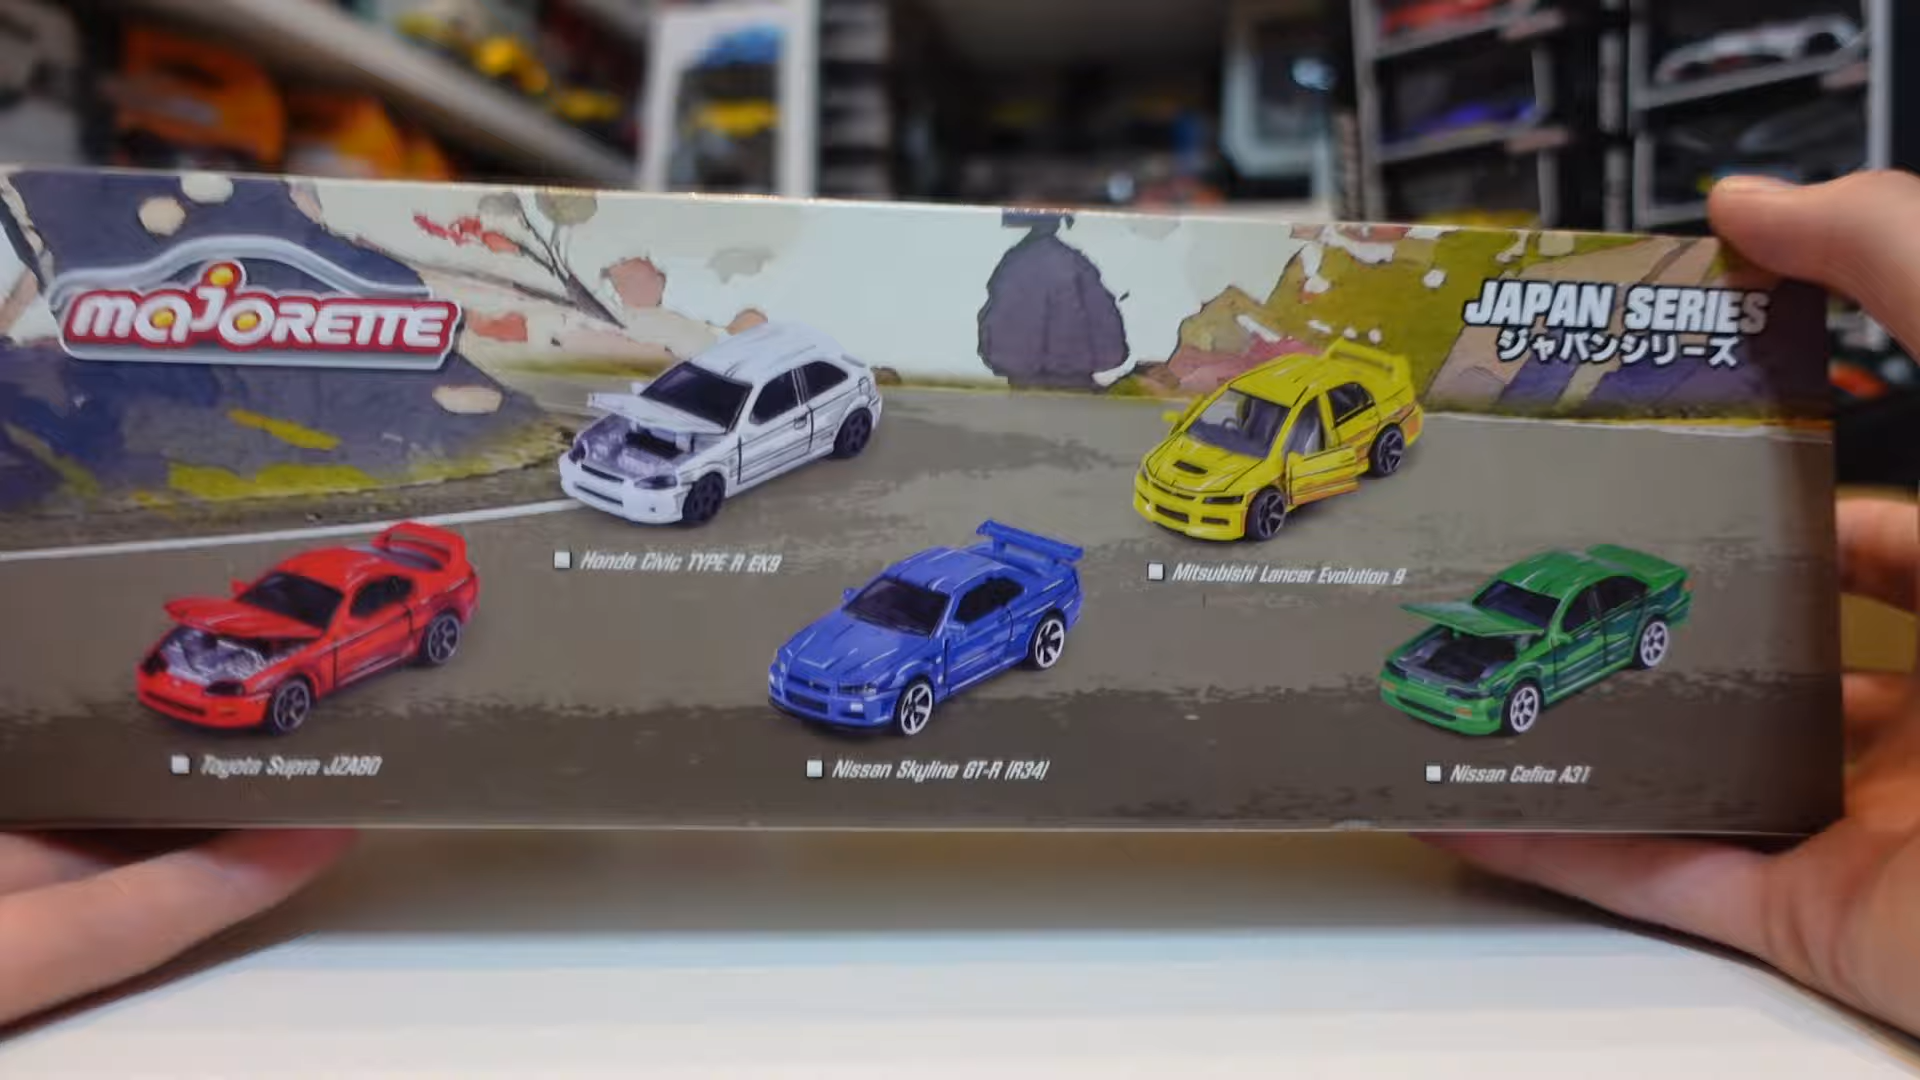 majorette
JAPAN SERIES
ジャパンシリーズ
Honda Civic TYPE R EK9
Mitsubishi Lancer Evolution 9
Toyota Supra JZA80
Nissan Skyline GT-R (R34)
Nissan Cefiro A31